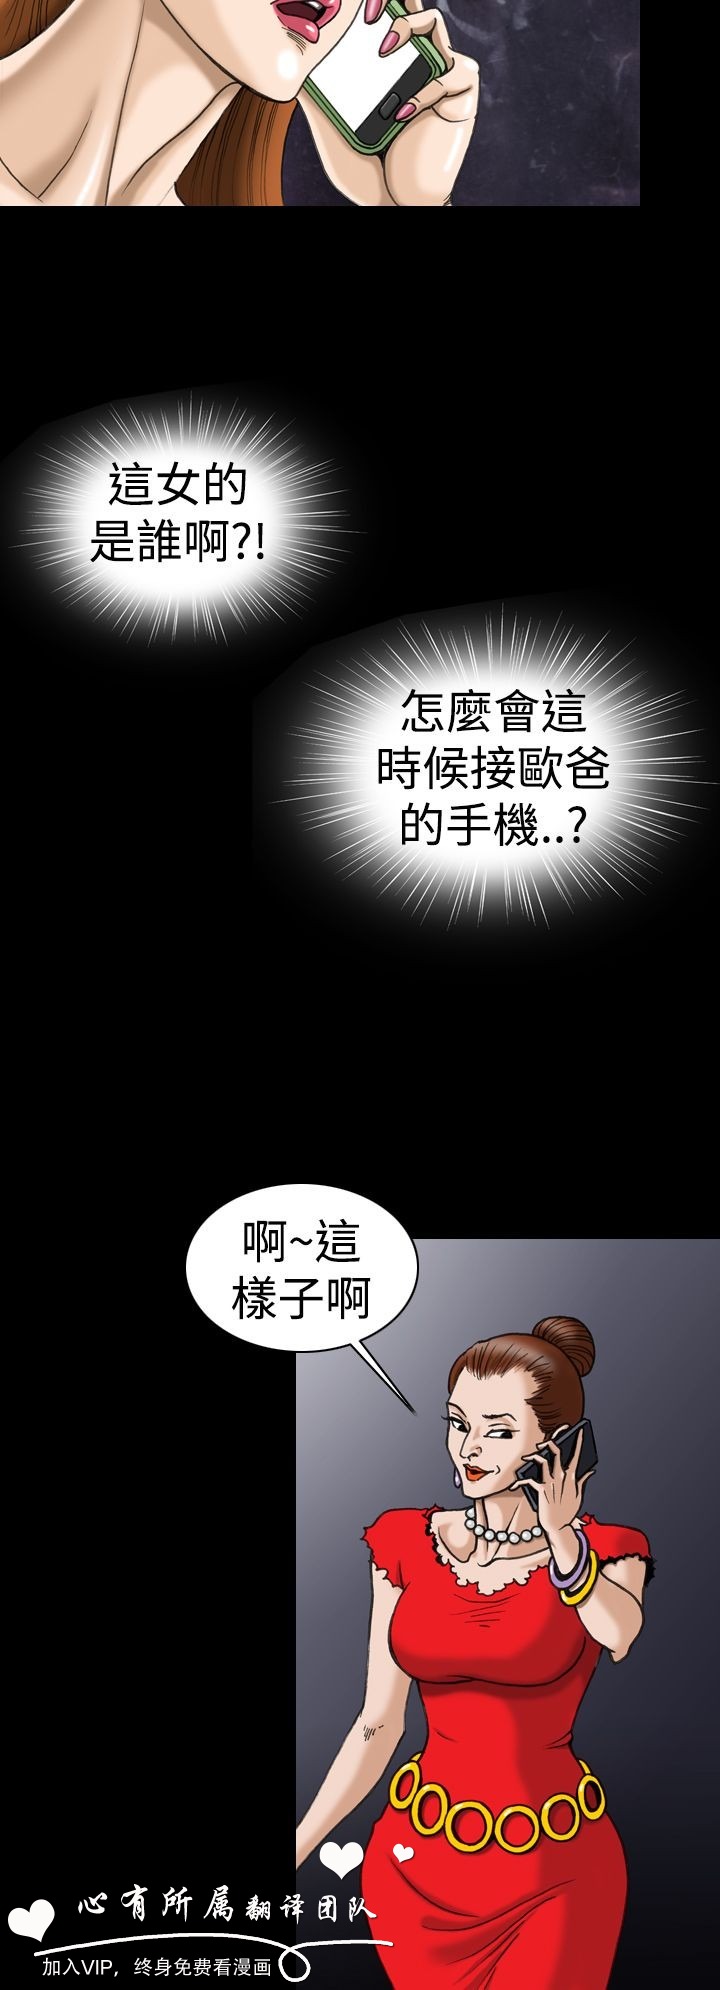 這女的
是誰啊?!
怎麼會這
時候接歐爸
的手機..?
啊~這
樣子啊
心有所属翻译团队
加入VIP，终身免费看漫画